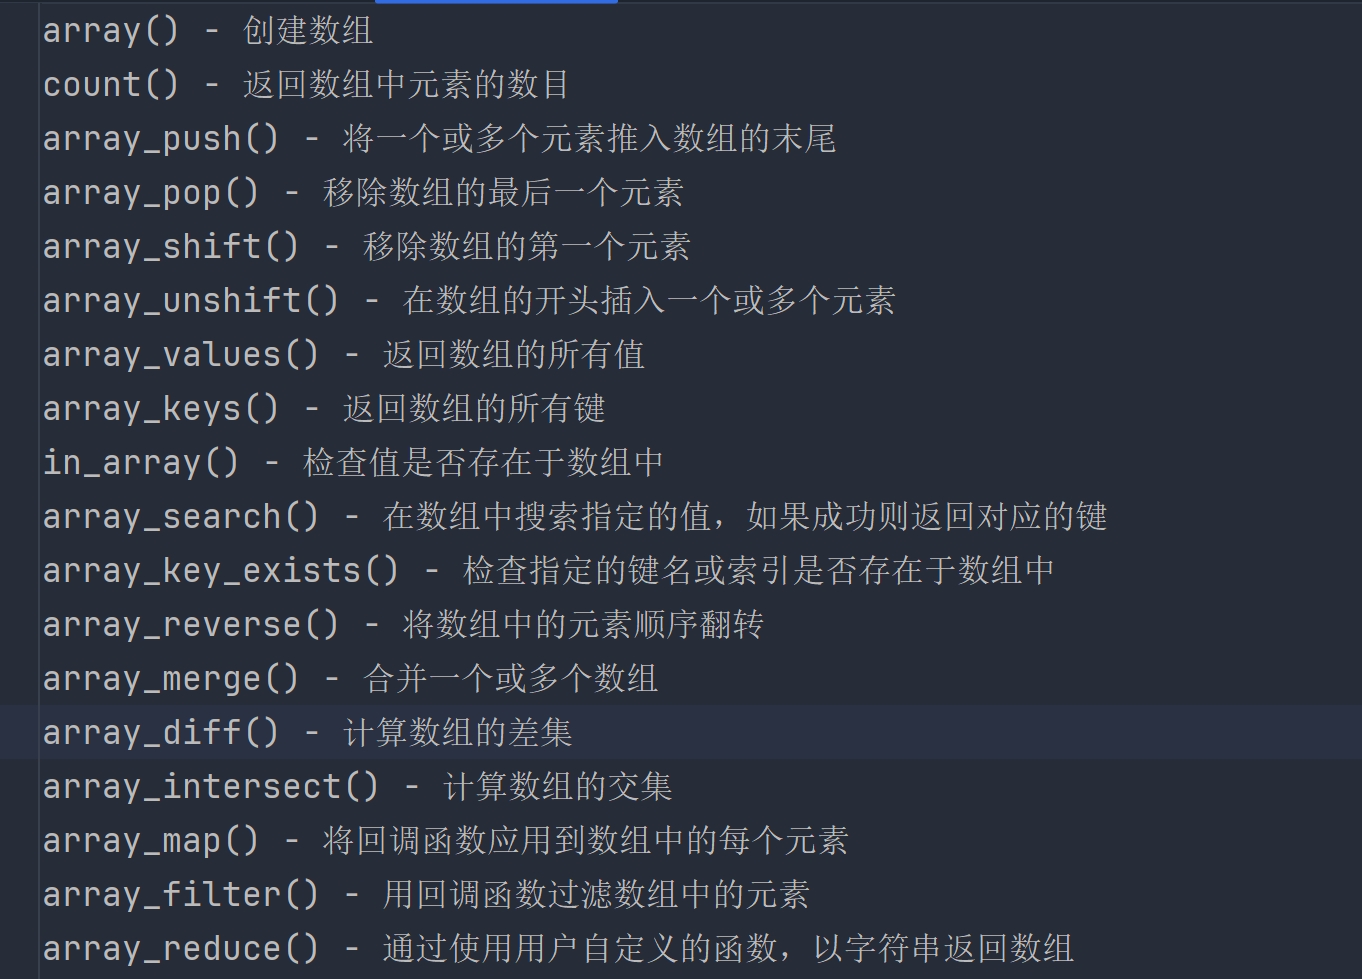 array() - 创建数组
count() - 返回数组中元素的数目
array_push() - 将一个或多个元素推入数组的末尾
array_pop() - 移除数组的最后一个元素
array_shift() - 移除数组的第一个元素
array_unshift() - 在数组的开头插入一个或多个元素
array_values() - 返回数组的所有值
array_keys() - 返回数组的所有键
in_array() - 检查值是否存在于数组中
array_search() - 在数组中搜索指定的值，如果成功则返回对应的键
array_key_exists() - 检查指定的键名或索引是否存在于数组中
array_reverse() - 将数组中的元素顺序翻转
array_merge() - 合并一个或多个数组
array_diff() - 计算数组的差集
array_intersect() - 计算数组的交集
array_map() - 将回调函数应用到数组中的每个元素
array_filter() - 用回调函数过滤数组中的元素
array_reduce() - 通过使用用户自定义的函数，以字符串返回数组